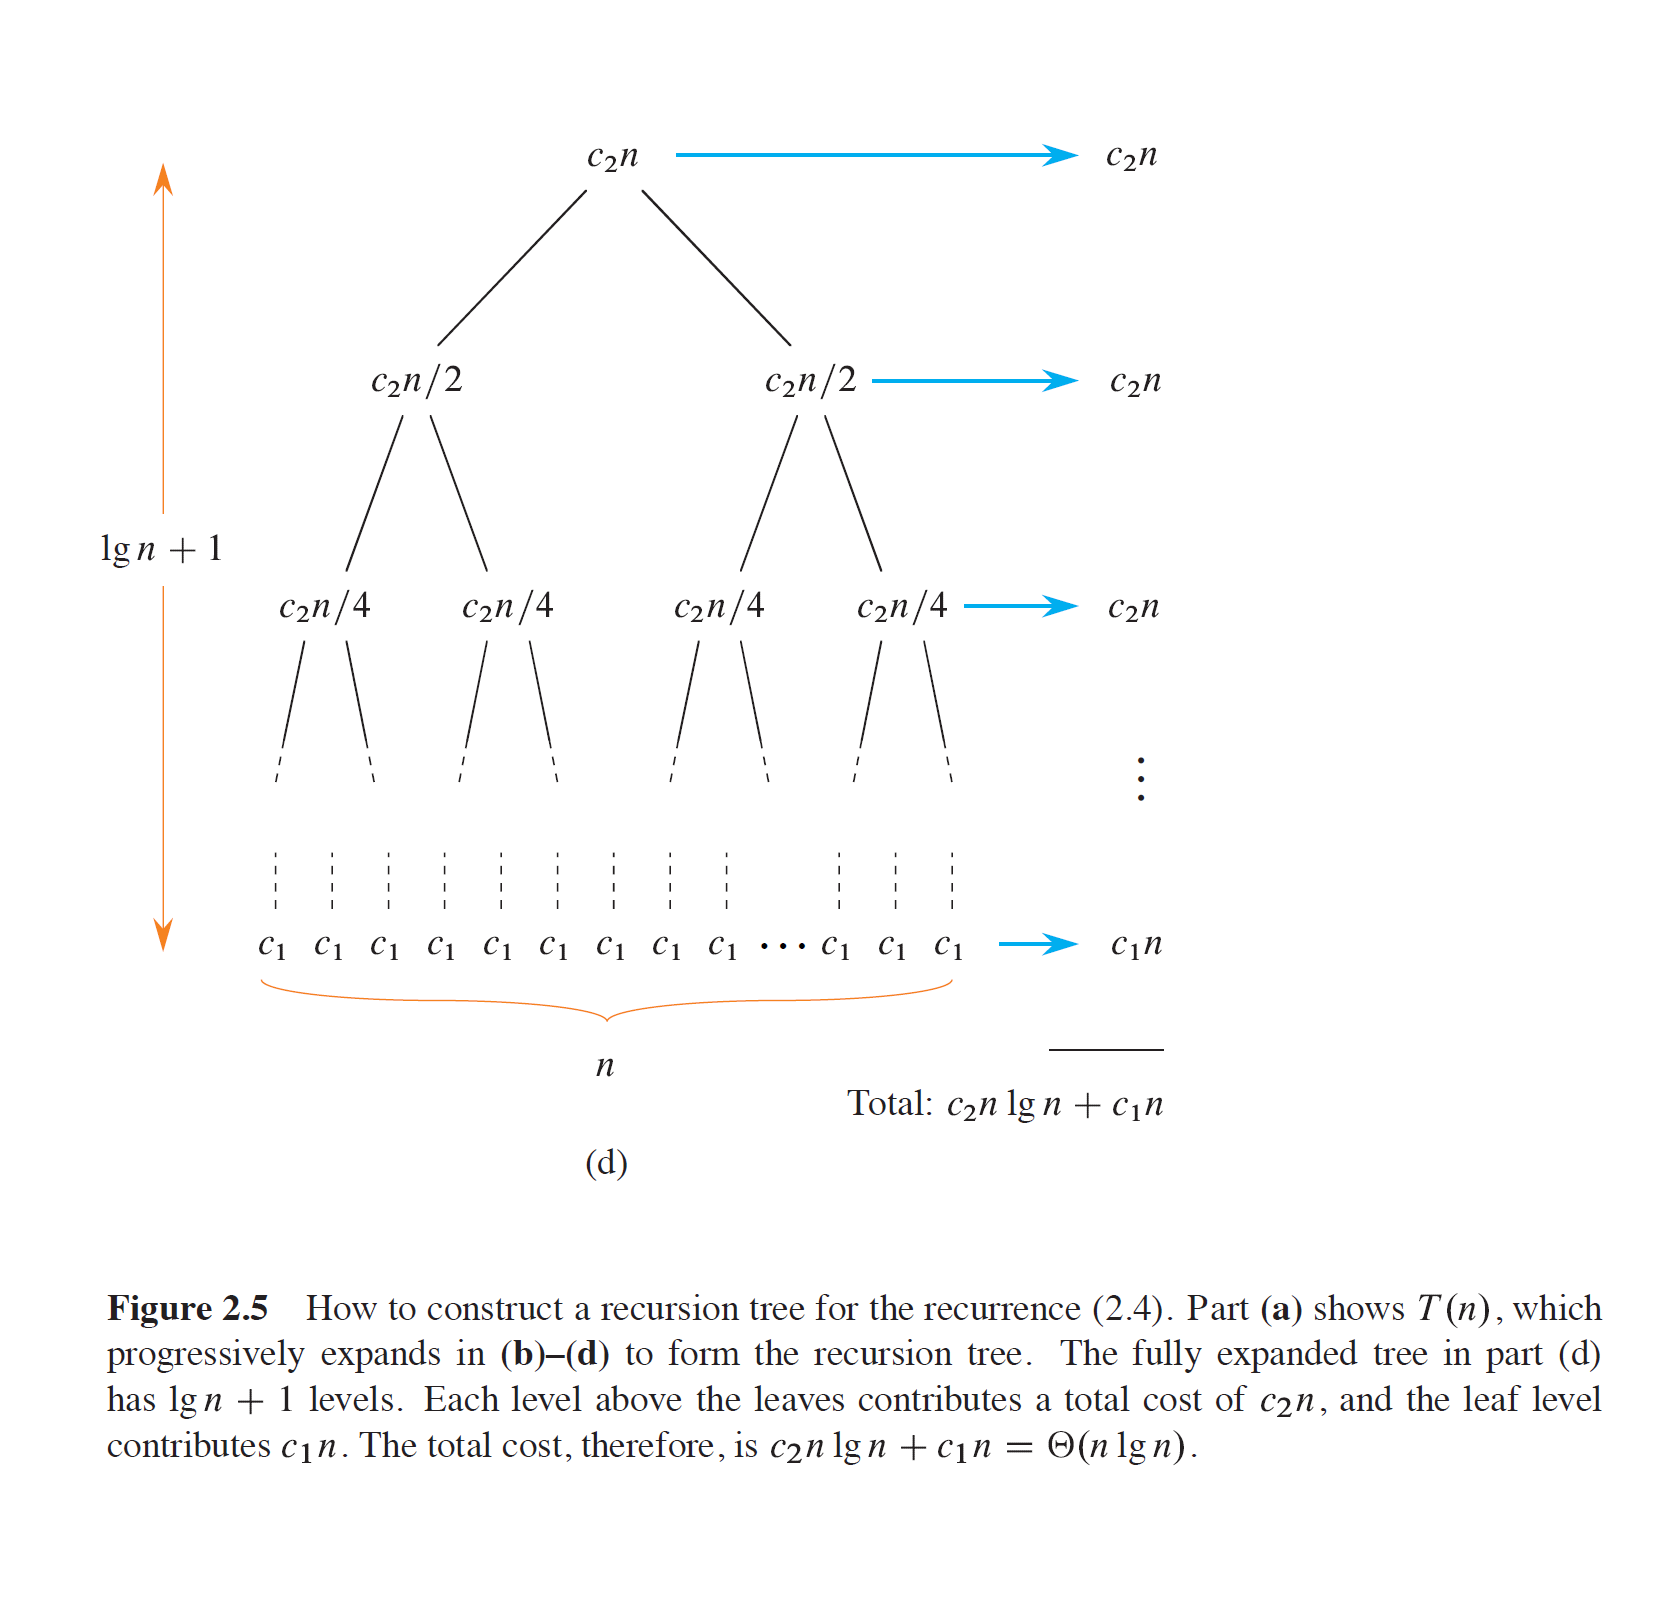 c₂n c₂n
c₂n/2 c₂n/2 c₂n
lg n + 1
c₂n/4 c₂n/4 c₂n/4 c₂n/4 c₂n
⋮
c₁ c₁ c₁ c₁ c₁ c₁ c₁ c₁ c₁ ⋯ c₁ c₁ c₁ c₁n
n
Total: c₂n lg n + c₁n
(d)
Figure 2.5 How to construct a recursion tree for the recurrence (2.4). Part (a) shows T(n), which
progressively expands in (b)–(d) to form the recursion tree. The fully expanded tree in part (d)
has lg n + 1 levels. Each level above the leaves contributes a total cost of c₂n, and the leaf level
contributes c₁n. The total cost, therefore, is c₂n lg n + c₁n = Θ(n lg n).